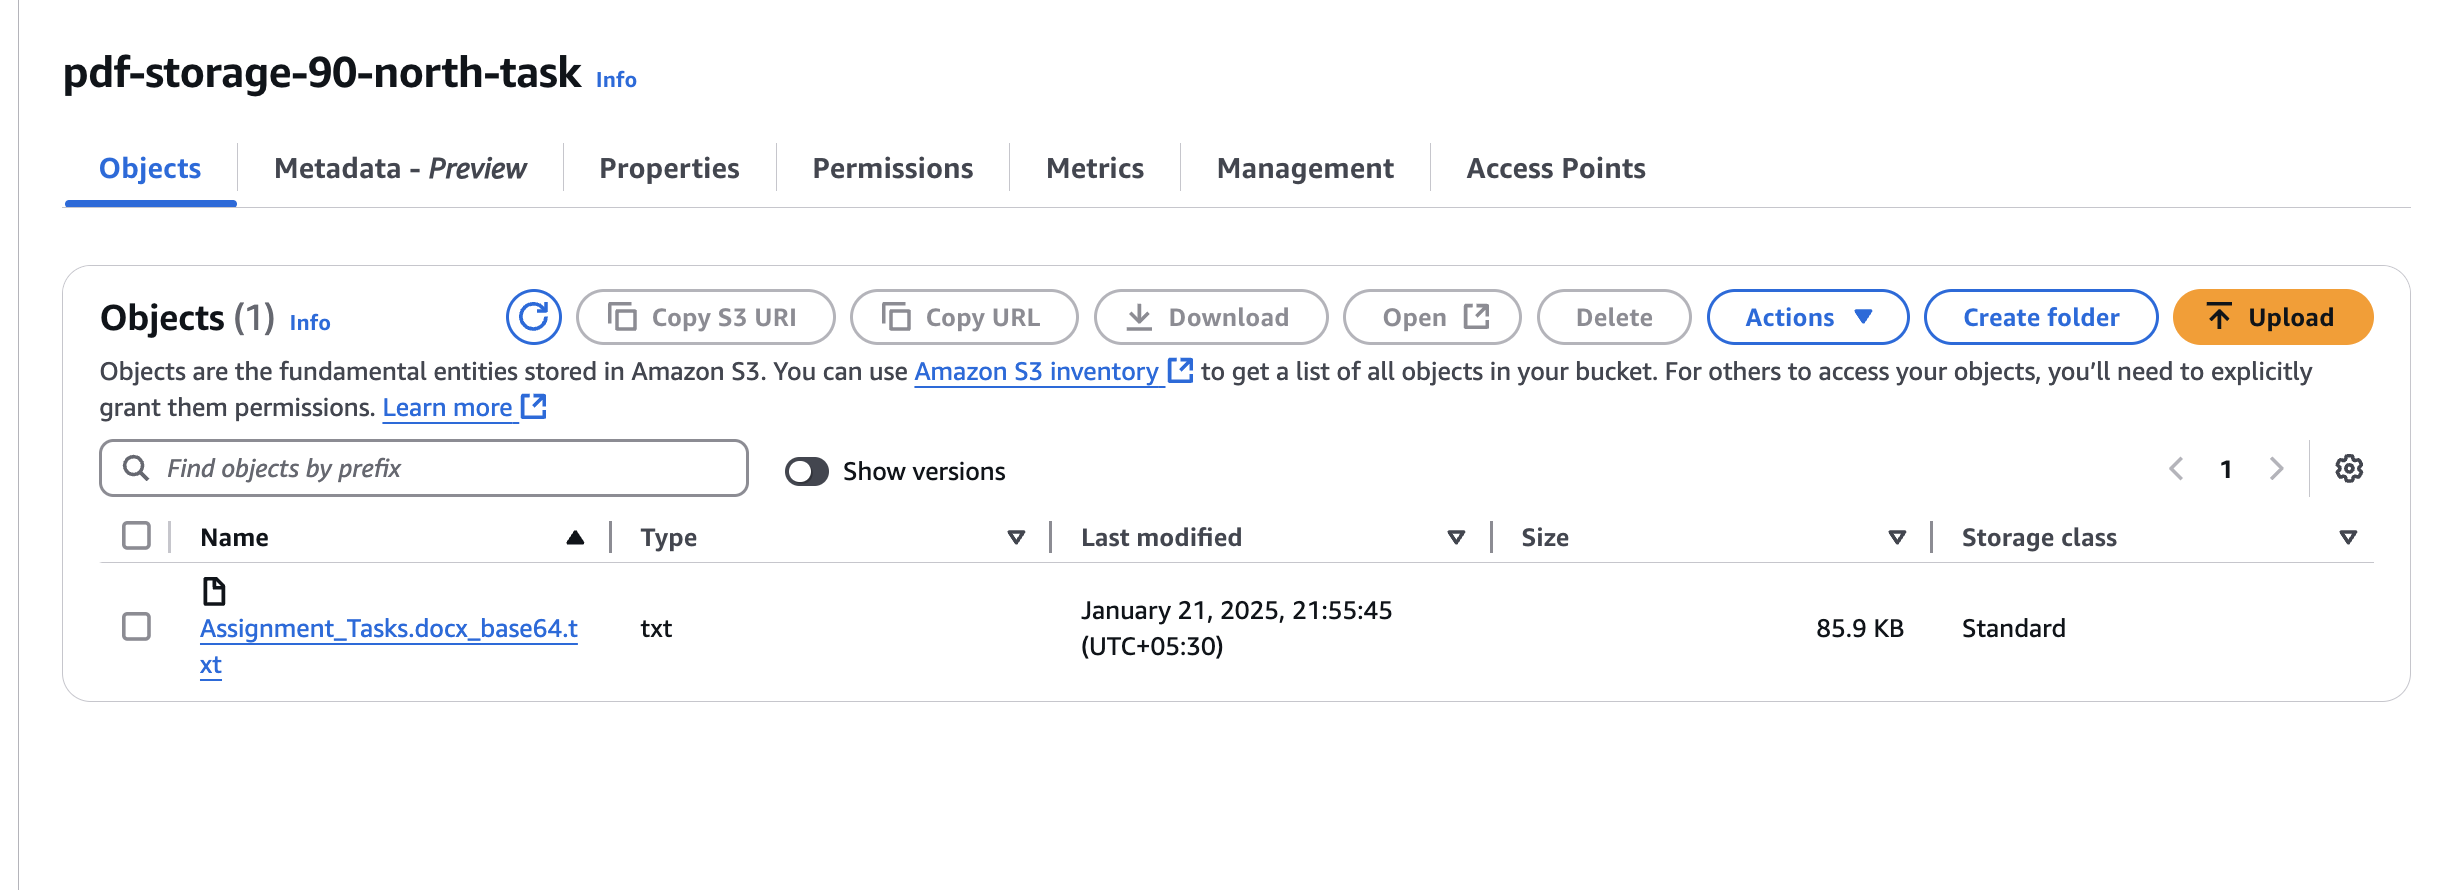 pdf-storage-90-north-task Info
Objects Metadata - Preview Properties Permissions Metrics Management Access Points
Objects (1) Info Copy S3 URI Copy URL Download Open Delete Actions Create folder Upload
Objects are the fundamental entities stored in Amazon S3. You can use Amazon S3 inventory to get a list of all objects in your bucket. For others to access your objects, you’ll need to explicitly
grant them permissions. Learn more
Find objects by prefix Show versions 1
Name Type Last modified Size Storage class
Assignment_Tasks.docx_base64.t txt January 21, 2025, 21:55:45 85.9 KB Standard
xt (UTC+05:30)